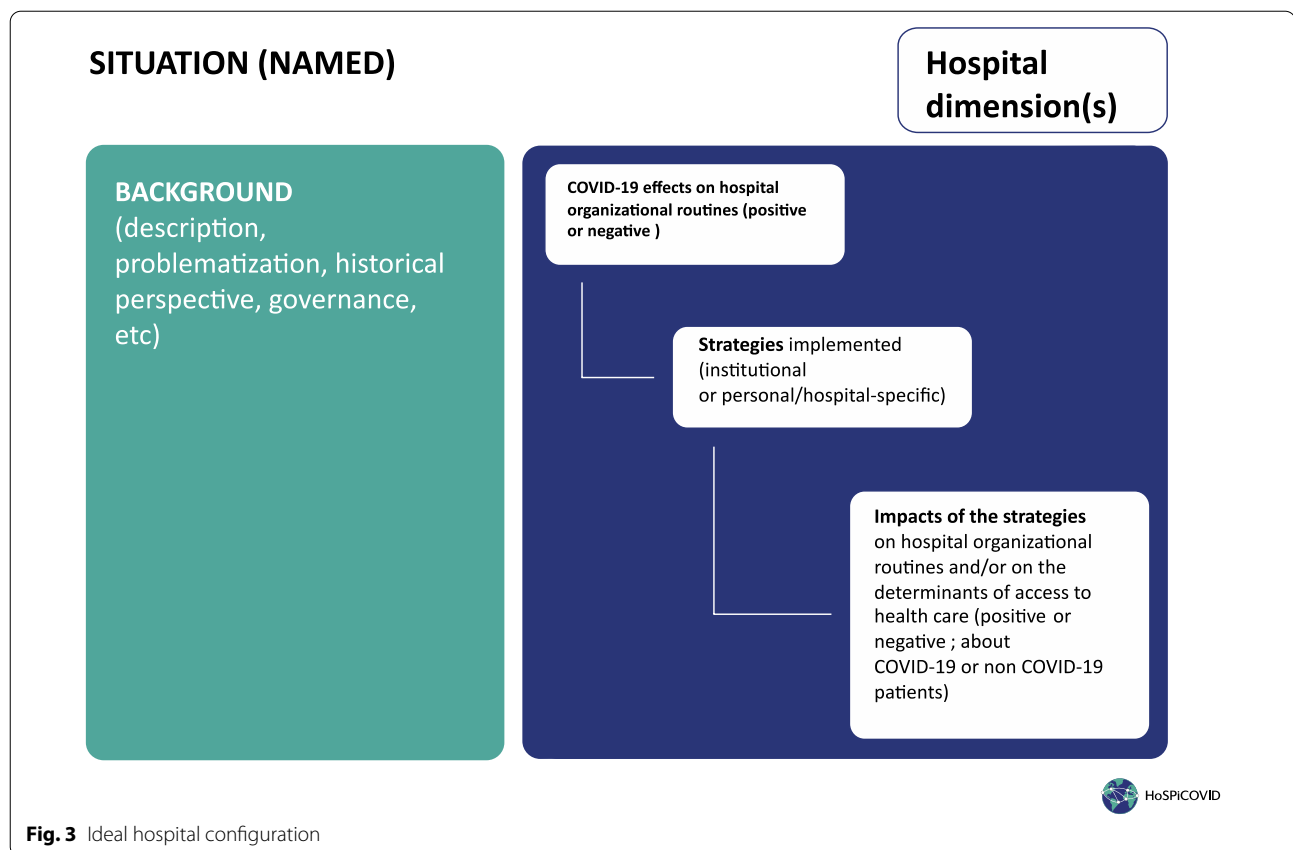 SITUATION (NAMED)
Hospital
dimension(s)
BACKGROUND
(description,
problematization, historical
perspective, governance,
etc)
COVID-19 effects on hospital
organizational routines (positive
or negative )
Strategies implemented
(institutional
or personal/hospital-specific)
Impacts of the strategies
on hospital organizational
routines and/or on the
determinants of access to
health care (positive or
negative ; about
COVID-19 or non COVID-19
patients)
HoSPiCOVID
Fig. 3 Ideal hospital configuration